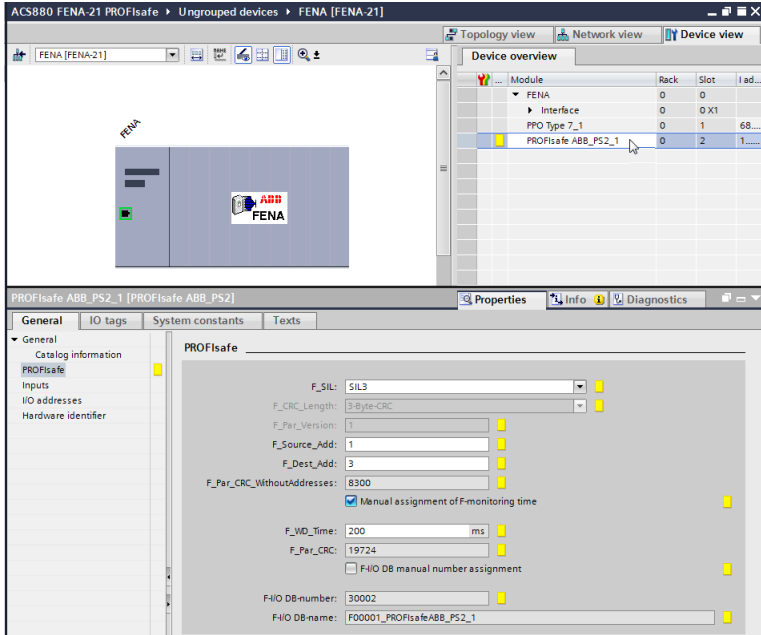 ACS880 FENA-21 PROFIsafe ▸ Ungrouped devices ▸ FENA [FENA-21]
Topology view Network view Device view
FENA [FENA-21]
Device overview
... Module Rack Slot I ad...
FENA 0 0
Interface 0 0 X1
PPO Type 7_1 0 1 68....
PROFIsafe ABB_PS2_1 0 2 1......
FENA
ABB
FENA
PROFIsafe ABB_PS2_1 [PROFIsafe ABB_PS2]
Properties Info Diagnostics
General IO tags System constants Texts
General
Catalog information
PROFIsafe
Inputs
I/O addresses
Hardware identifier
PROFIsafe
F_SIL: SIL3
F_CRC_Length: 3-Byte-CRC
F_Par_Version: 1
F_Source_Add: 1
F_Dest_Add: 3
F_Par_CRC_WithoutAddresses: 8300
Manual assignment of F-monitoring time
F_WD_Time: 200 ms
F_Par_CRC: 19724
F-I/O DB manual number assignment
F-I/O DB-number: 30002
F-I/O DB-name: F00001_PROFIsafeABB_PS2_1